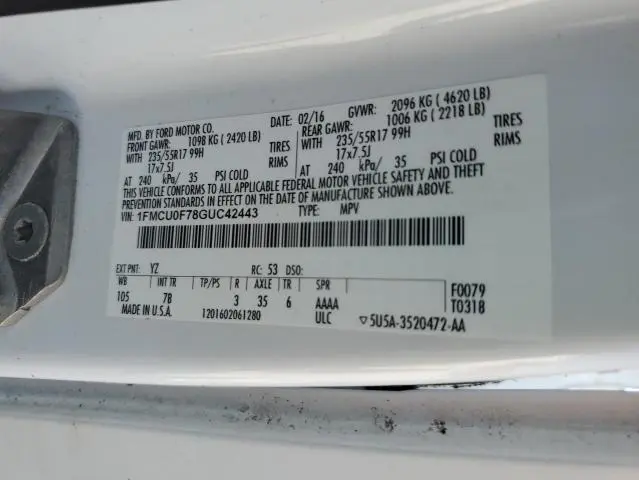 MFD. BY FORD MOTOR CO.
DATE: 02/16 GVWR: 2096 KG ( 4620 LB)
FRONT GAWR: 1098 KG ( 2420 LB) REAR GAWR: 1006 KG ( 2218 LB)
WITH 235/55R17 99H TIRES WITH 235/55R17 99H TIRES
17x7.5J RIMS 17x7.5J RIMS
AT 240 kPa/ 35 PSI COLD AT 240 kPa/ 35 PSI COLD
THIS VEHICLE CONFORMS TO ALL APPLICABLE FEDERAL MOTOR VEHICLE SAFETY AND THEFT
PREVENTION STANDARDS IN EFFECT ON THE DATE OF MANUFACTURE SHOWN ABOVE.
VIN: 1FMCU0F78GUC42443 TYPE: MPV
EXT PNT: YZ RC: 53 DSO:
WB INT TR TP/PS R AXLE TR SPR
105 7B 3 35 6 AAAA
F0079
T0318
MADE IN U.S.A. 1201602061280 ULC ▽5U5A-3520472-AA